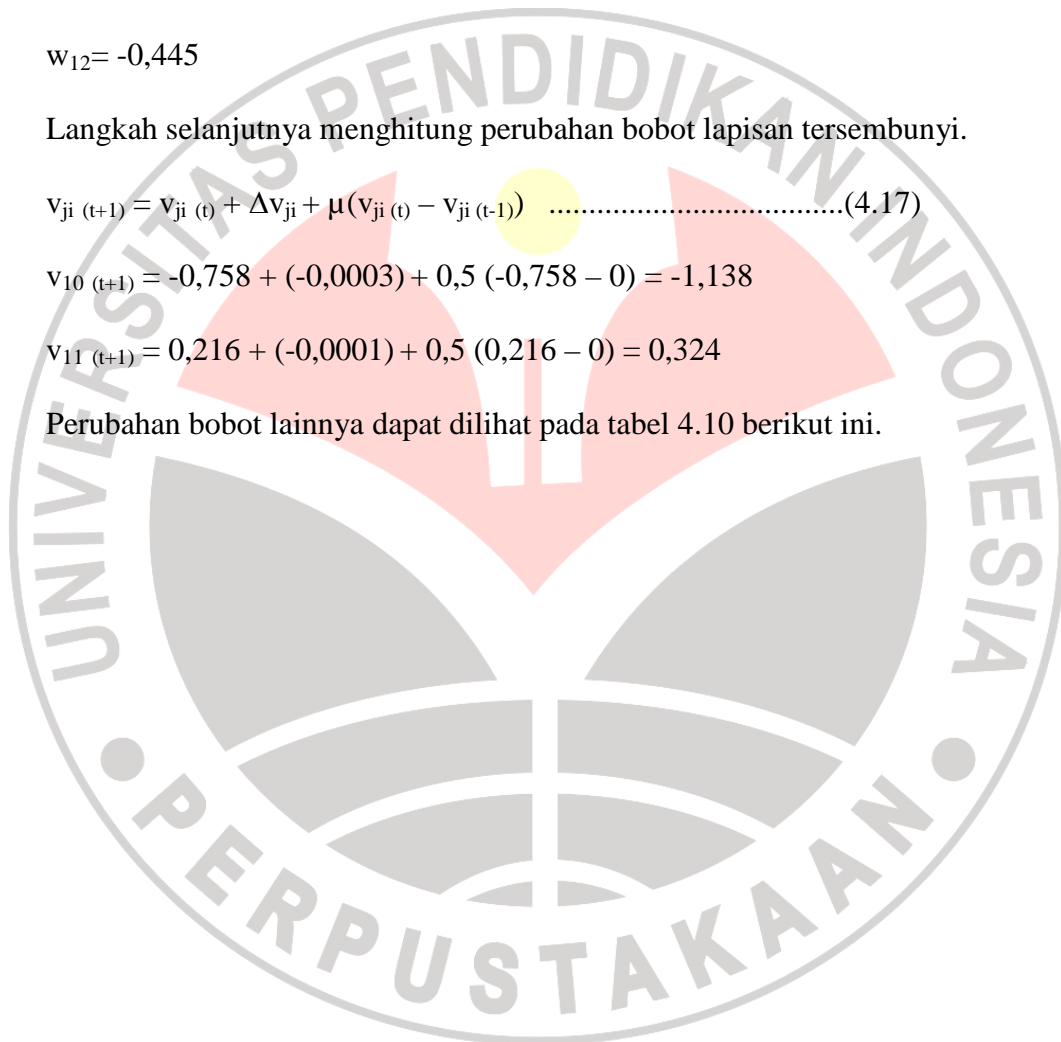 w₁₂= -0,445
Langkah selanjutnya menghitung perubahan bobot lapisan tersembunyi.
vⱼᵢ ₍ₜ₊₁₎ = vⱼᵢ ₍ₜ₎ + Δvⱼᵢ + µ(vⱼᵢ ₍ₜ₎ – vⱼᵢ ₍ₜ₋₁₎) ....................................(4.17)
v₁₀ ₍ₜ₊₁₎ = -0,758 + (-0,0003) + 0,5 (-0,758 – 0) = -1,138
v₁₁ ₍ₜ₊₁₎ = 0,216 + (-0,0001) + 0,5 (0,216 – 0) = 0,324
Perubahan bobot lainnya dapat dilihat pada tabel 4.10 berikut ini.
UNIVERSITAS PENDIDIKAN INDONESIA
PERPUSTAKAAN